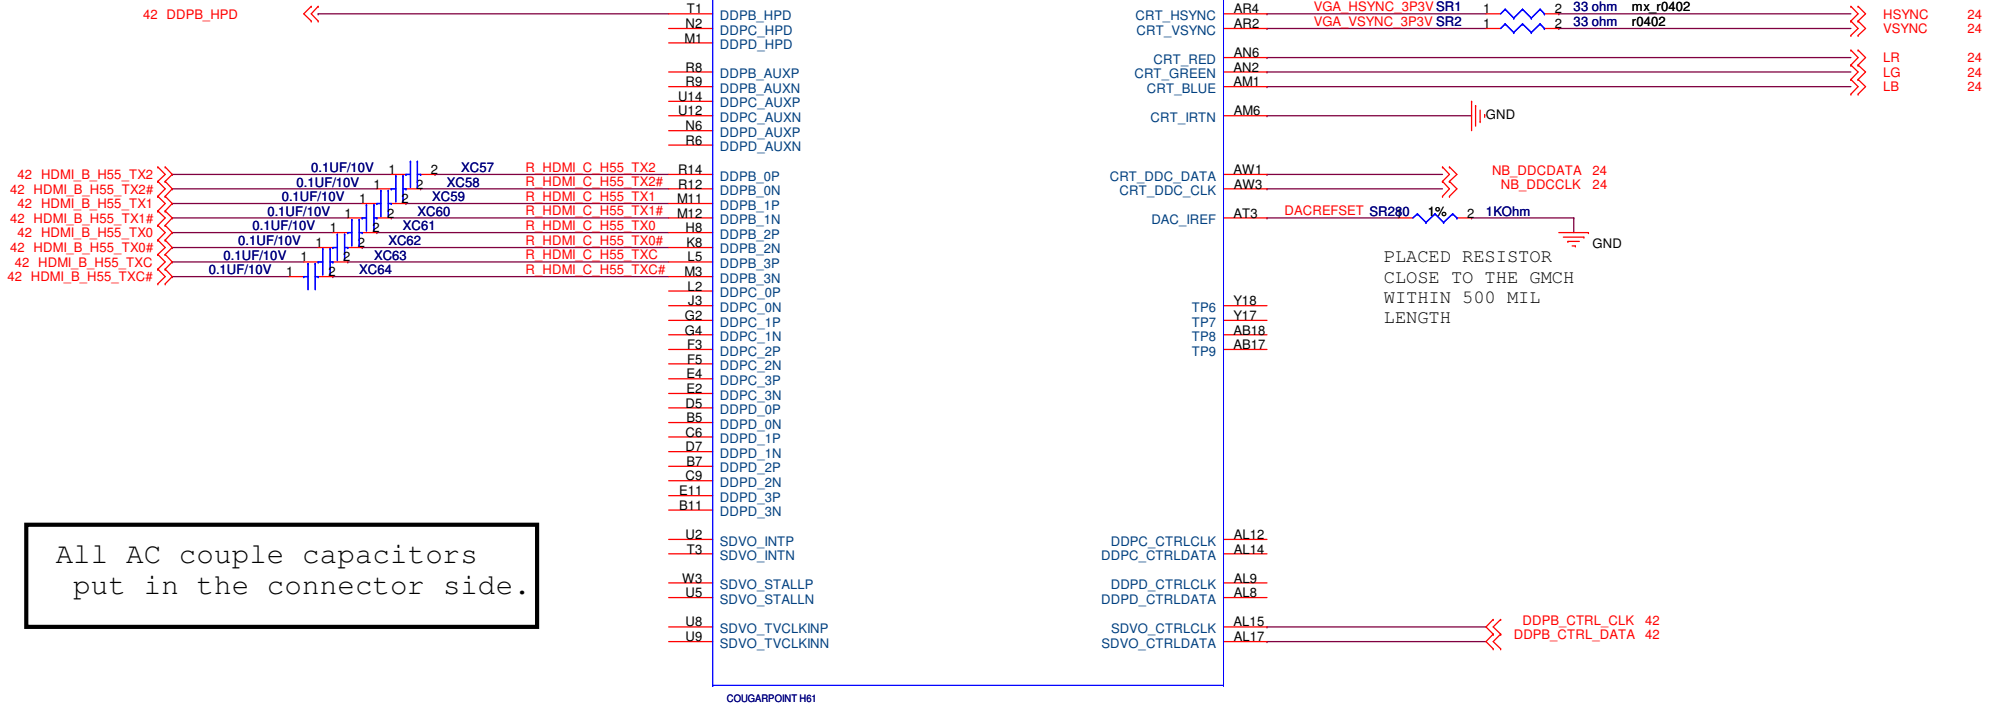 42 DDPB_HPD
T1 DDPB_HPD
N2 DDPC_HPD
M1 DDPD_HPD
R8 DDPB_AUXP
R9 DDPB_AUXN
U14 DDPC_AUXP
U12 DDPC_AUXN
N6 DDPD_AUXP
R6 DDPD_AUXN
42 HDMI_B_H55_TX2 0.1UF/10V 1 2 XC57 R_HDMI_C_H55_TX2 R14 DDPB_0P
42 HDMI_B_H55_TX2# 0.1UF/10V 1 2 XC58 R_HDMI_C_H55_TX2# R12 DDPB_0N
42 HDMI_B_H55_TX1 0.1UF/10V 1 2 XC59 R_HDMI_C_H55_TX1 M11 DDPB_1P
42 HDMI_B_H55_TX1# 0.1UF/10V 1 2 XC60 R_HDMI_C_H55_TX1# M12 DDPB_1N
42 HDMI_B_H55_TX0 0.1UF/10V 1 2 XC61 R_HDMI_C_H55_TX0 H8 DDPB_2P
42 HDMI_B_H55_TX0# 0.1UF/10V 1 2 XC62 R_HDMI_C_H55_TX0# K8 DDPB_2N
42 HDMI_B_H55_TXC 0.1UF/10V 1 2 XC63 R_HDMI_C_H55_TXC L5 DDPB_3P
42 HDMI_B_H55_TXC# 0.1UF/10V 1 2 XC64 R_HDMI_C_H55_TXC# M3 DDPB_3N
L2 DDPC_0P
J3 DDPC_0N
G2 DDPC_1P
G4 DDPC_1N
F3 DDPC_2P
F5 DDPC_2N
E4 DDPC_3P
E2 DDPC_3N
D5 DDPD_0P
B5 DDPD_0N
C6 DDPD_1P
D7 DDPD_1N
B7 DDPD_2P
C9 DDPD_2N
E11 DDPD_3P
B11 DDPD_3N
U2 SDVO_INTP
T3 SDVO_INTN
W3 SDVO_STALLP
U5 SDVO_STALLN
U8 SDVO_TVCLKINP
U9 SDVO_TVCLKINN
All AC couple capacitors
put in the connector side.
CRT_HSYNC AR4 VGA_HSYNC_3P3V SR1 1 2 33 ohm mx_r0402 HSYNC 24
CRT_VSYNC AR2 VGA_VSYNC_3P3V SR2 1 2 33 ohm r0402 VSYNC 24
CRT_RED AN6 LR 24
CRT_GREEN AN2 LG 24
CRT_BLUE AM1 LB 24
CRT_IRTN AM6 GND
CRT_DDC_DATA AW1 NB_DDCDATA 24
CRT_DDC_CLK AW3 NB_DDCCLK 24
DAC_IREF AT3 DACREFSET SR280 1 1% 2 1KOhm
GND
PLACED RESISTOR
CLOSE TO THE GMCH
WITHIN 500 MIL
LENGTH
TP6 Y18
TP7 Y17
TP8 AB18
TP9 AB17
DDPC_CTRLCLK AL12
DDPC_CTRLDATA AL14
DDPD_CTRLCLK AL9
DDPD_CTRLDATA AL8
SDVO_CTRLCLK AL15 DDPB_CTRL_CLK 42
SDVO_CTRLDATA AL17 DDPB_CTRL_DATA 42
COUGARPOINT H61